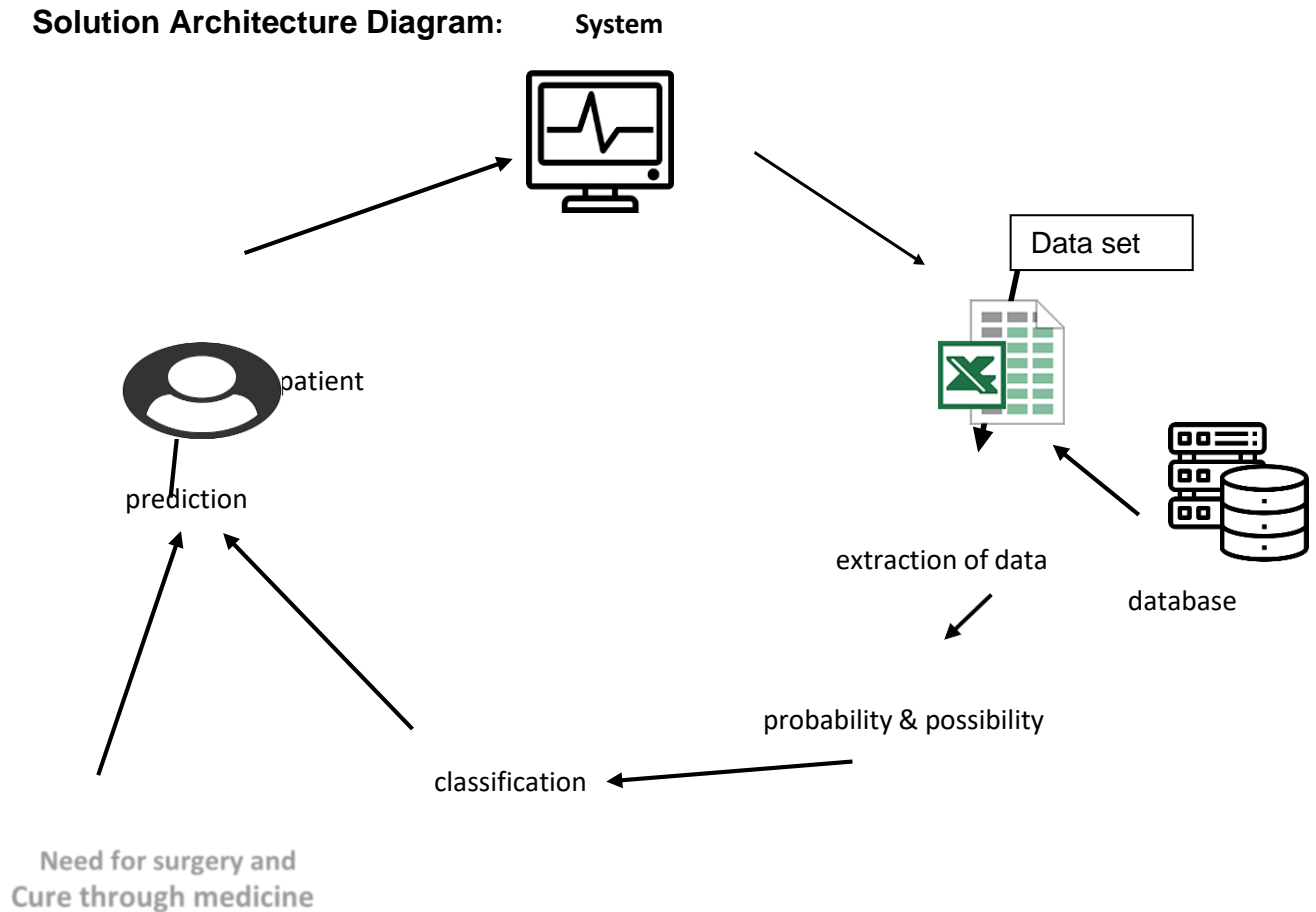 Solution Architecture Diagram: System
Data set
patient
prediction
extraction of data
database
probability & possibility
classification
Need for surgery and
Cure through medicine